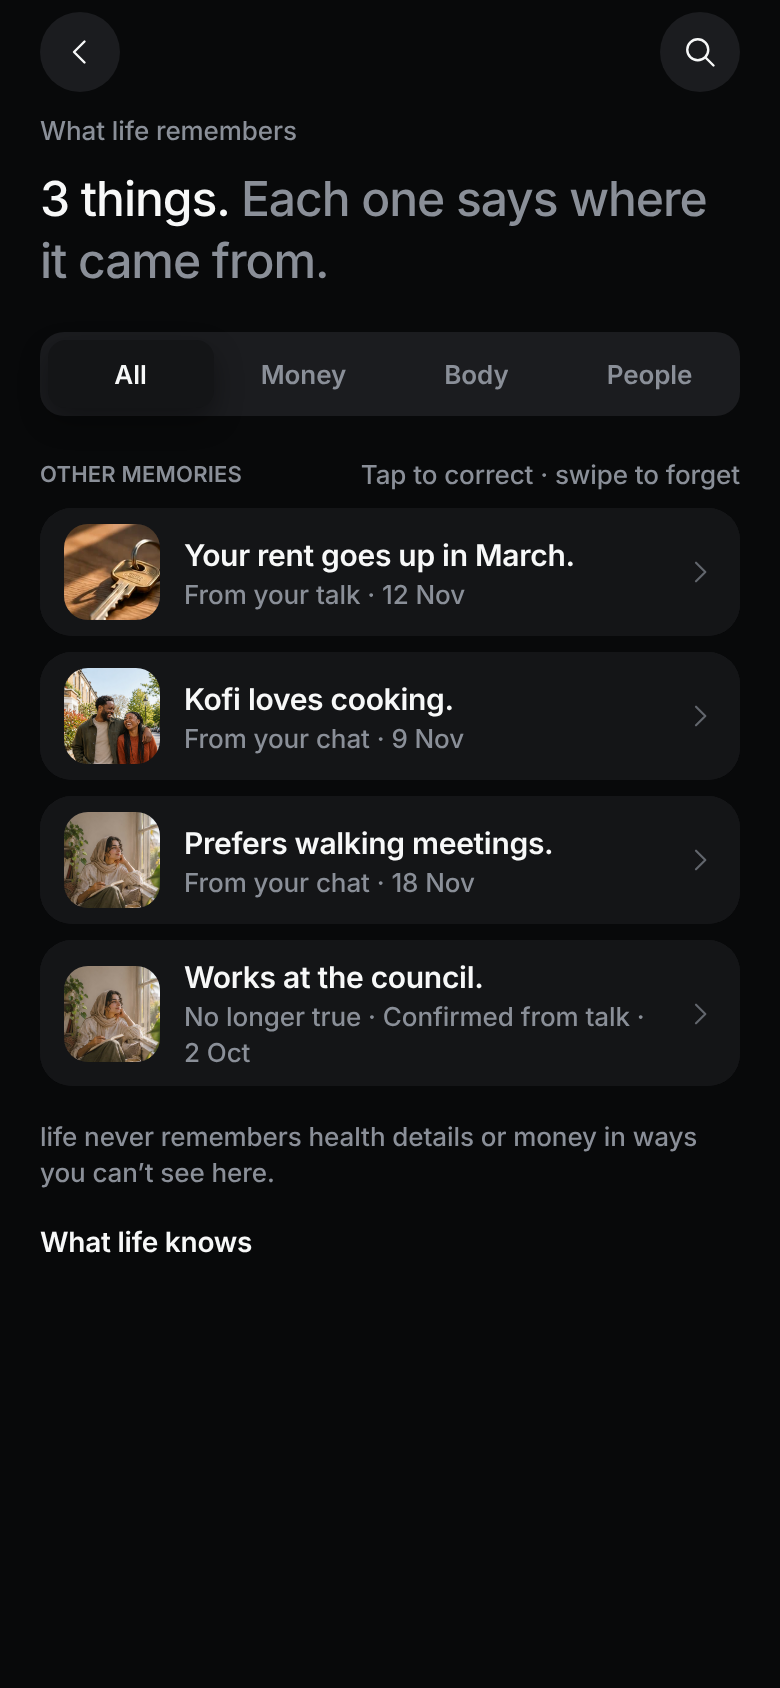 What life remembers
3 things. Each one says where
it came from.
All Money Body People
OTHER MEMORIES Tap to correct · swipe to forget
Your rent goes up in March.
From your talk · 12 Nov
Kofi loves cooking.
From your chat · 9 Nov
Prefers walking meetings.
From your chat · 18 Nov
Works at the council.
No longer true · Confirmed from talk ·
2 Oct
life never remembers health details or money in ways
you can’t see here.
What life knows